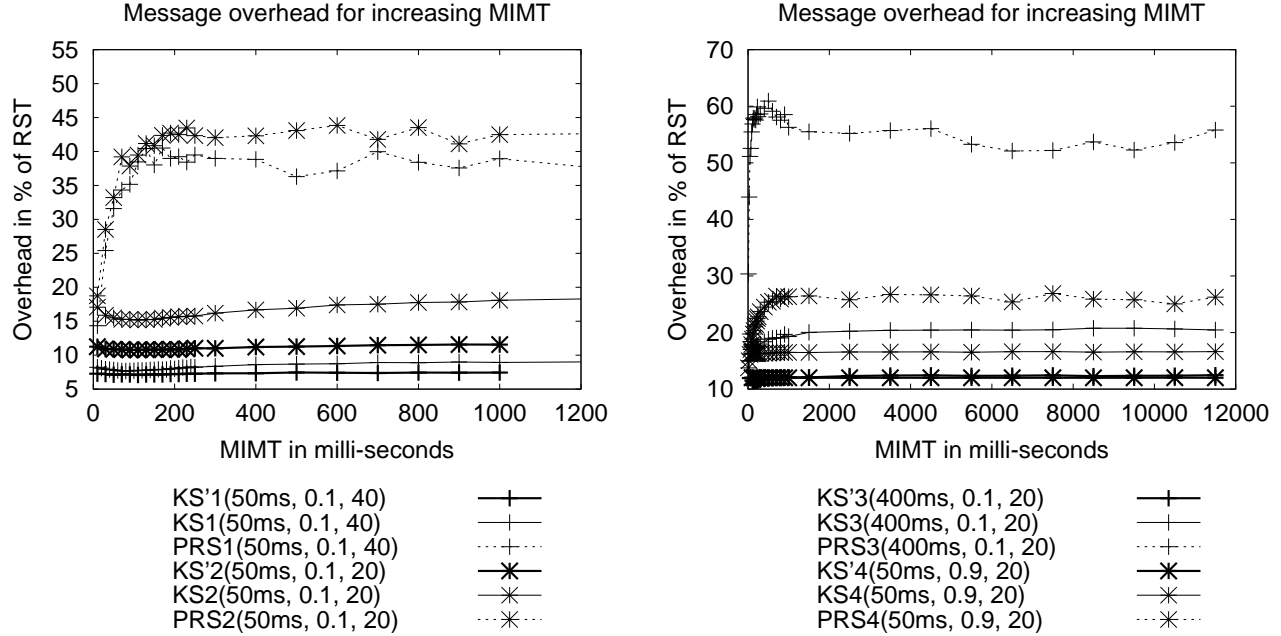 Message overhead for increasing MIMT
55
50
45
40
35
30
25
20
15
10
5
Overhead in % of RST
0 200 400 600 800 1000 1200
MIMT in milli-seconds
KS'1(50ms, 0.1, 40)
KS1(50ms, 0.1, 40)
PRS1(50ms, 0.1, 40)
KS'2(50ms, 0.1, 20)
KS2(50ms, 0.1, 20)
PRS2(50ms, 0.1, 20)
Message overhead for increasing MIMT
70
60
50
40
30
20
10
Overhead in % of RST
0 2000 4000 6000 8000 10000 12000
MIMT in milli-seconds
KS'3(400ms, 0.1, 20)
KS3(400ms, 0.1, 20)
PRS3(400ms, 0.1, 20)
KS'4(50ms, 0.9, 20)
KS4(50ms, 0.9, 20)
PRS4(50ms, 0.9, 20)